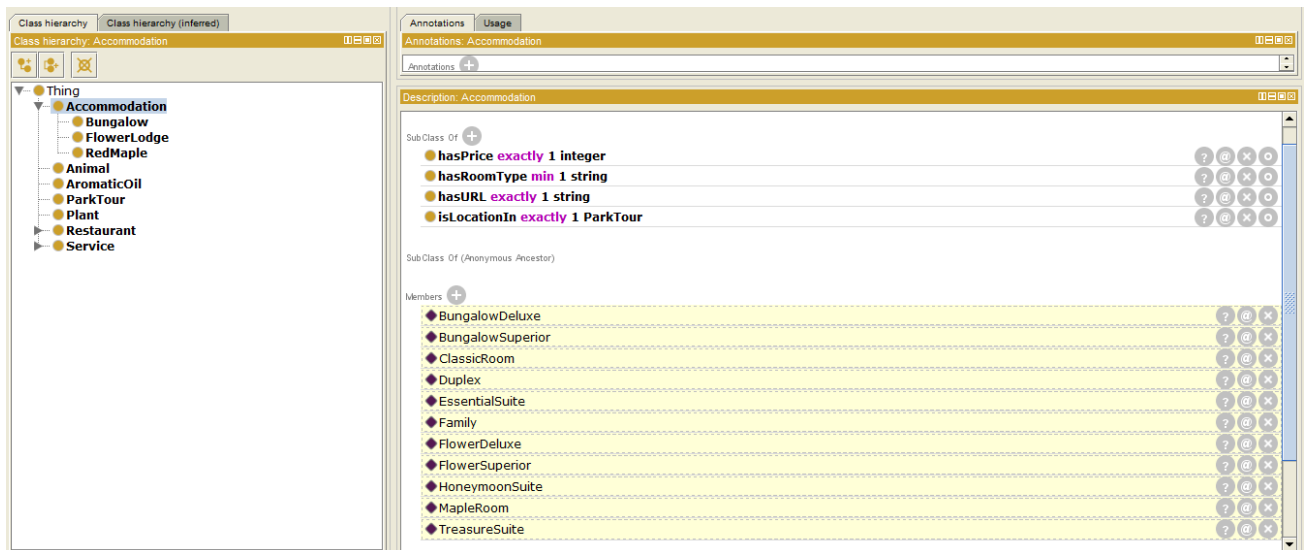 Class hierarchy Class hierarchy (inferred)
Class hierarchy: Accommodation
Thing
Accommodation
Bungalow
FlowerLodge
RedMaple
Animal
AromaticOil
ParkTour
Plant
Restaurant
Service
Annotations Usage
Annotations: Accommodation
Annotations
Description: Accommodation
SubClass Of
hasPrice exactly 1 integer
hasRoomType min 1 string
hasURL exactly 1 string
isLocationIn exactly 1 ParkTour
SubClass Of (Anonymous Ancestor)
Members
BungalowDeluxe
BungalowSuperior
ClassicRoom
Duplex
EssentialSuite
Family
FlowerDeluxe
FlowerSuperior
HoneymoonSuite
MapleRoom
TreasureSuite